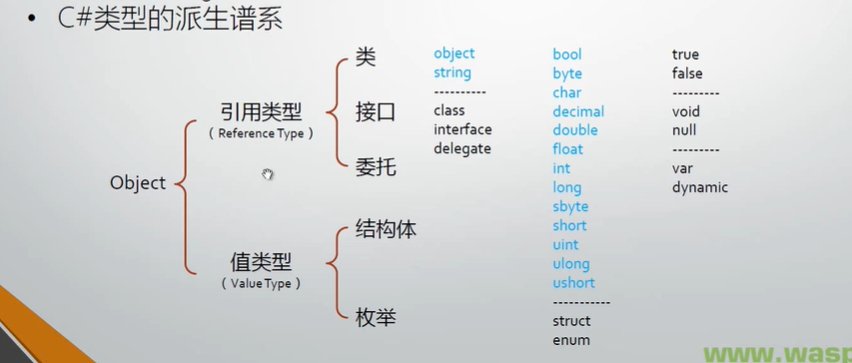 • C#类型的派生谱系
Object
引用类型
( Reference Type )
类
接口
委托
值类型
( Value Type )
结构体
枚举
object
string
----------
class
interface
delegate
bool
byte
char
decimal
double
float
int
long
sbyte
short
uint
ulong
ushort
-----------
struct
enum
true
false
---------
void
null
---------
var
dynamic
www.wasp